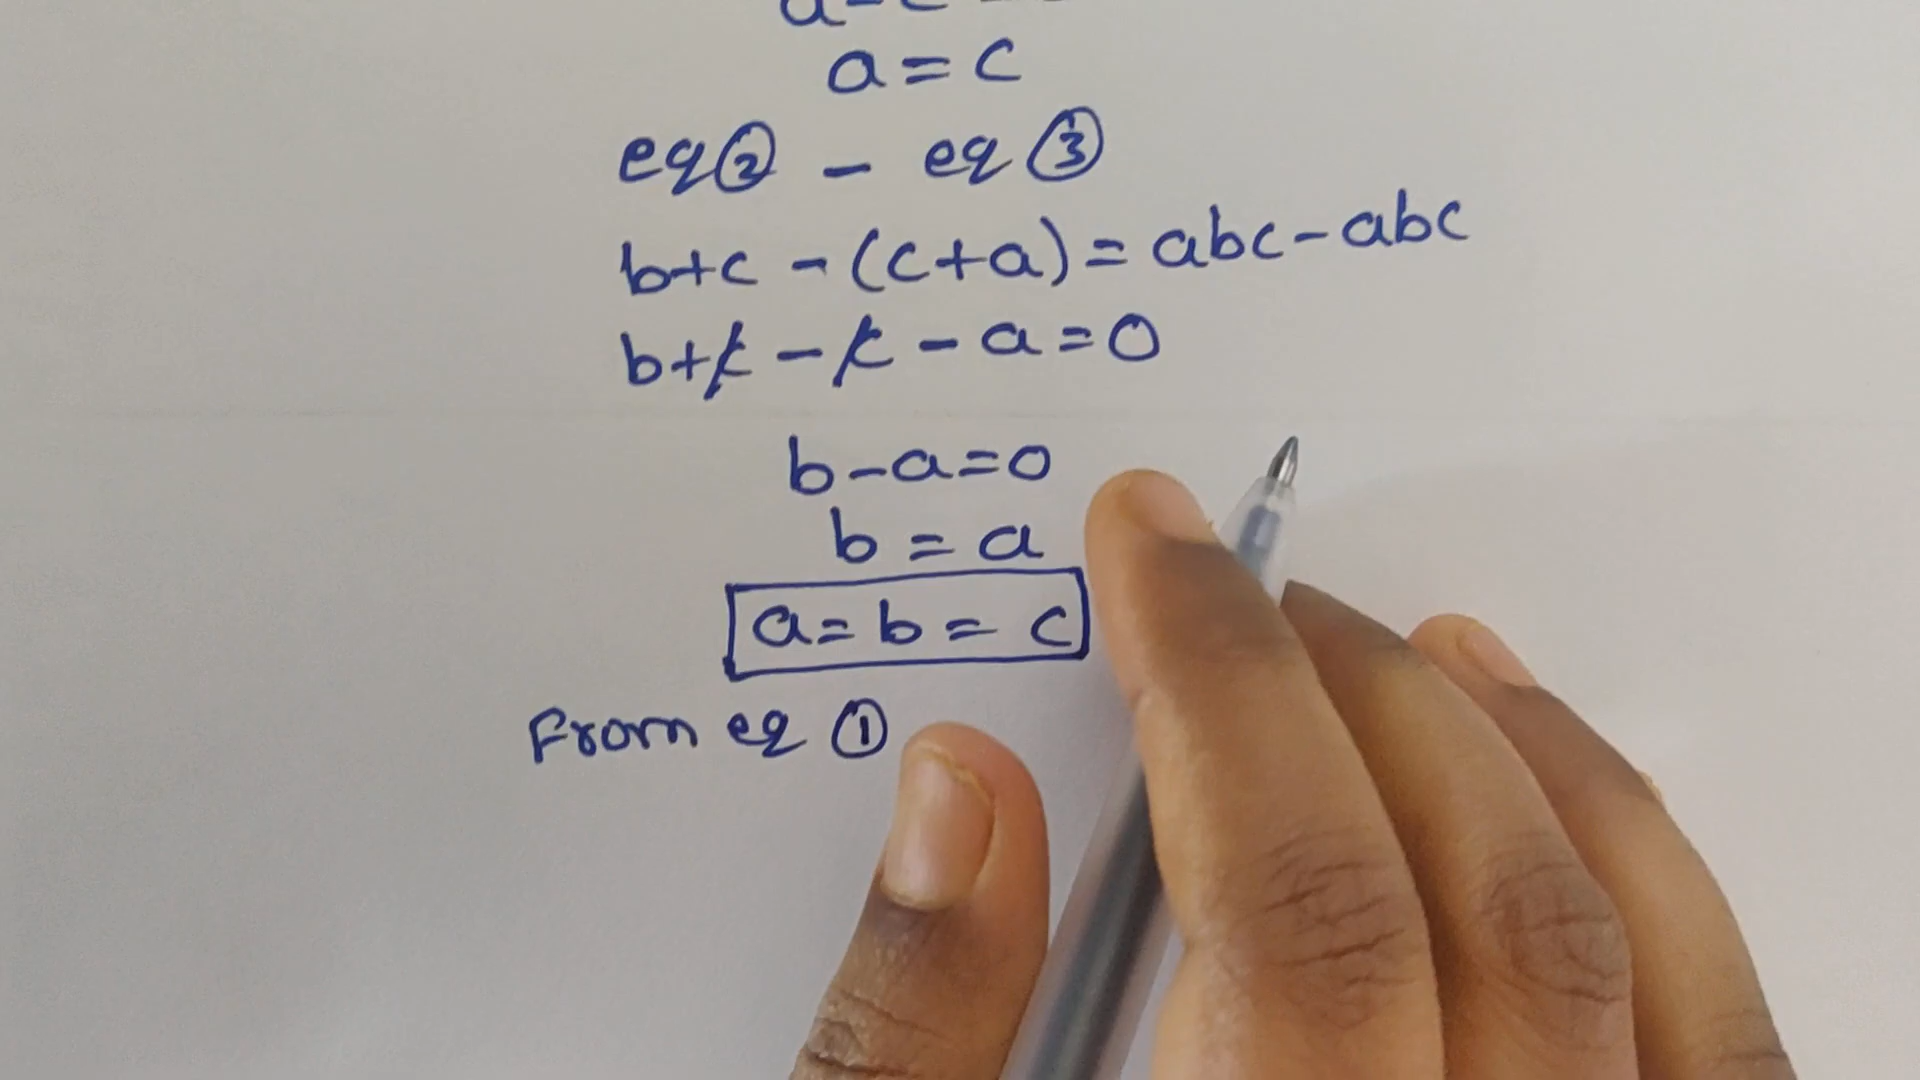 a = c
eq② - eq③
b+c - (c+a) = abc - abc
b+c - c - a = 0
b-a=0
b = a
a = b = c
From eq ①